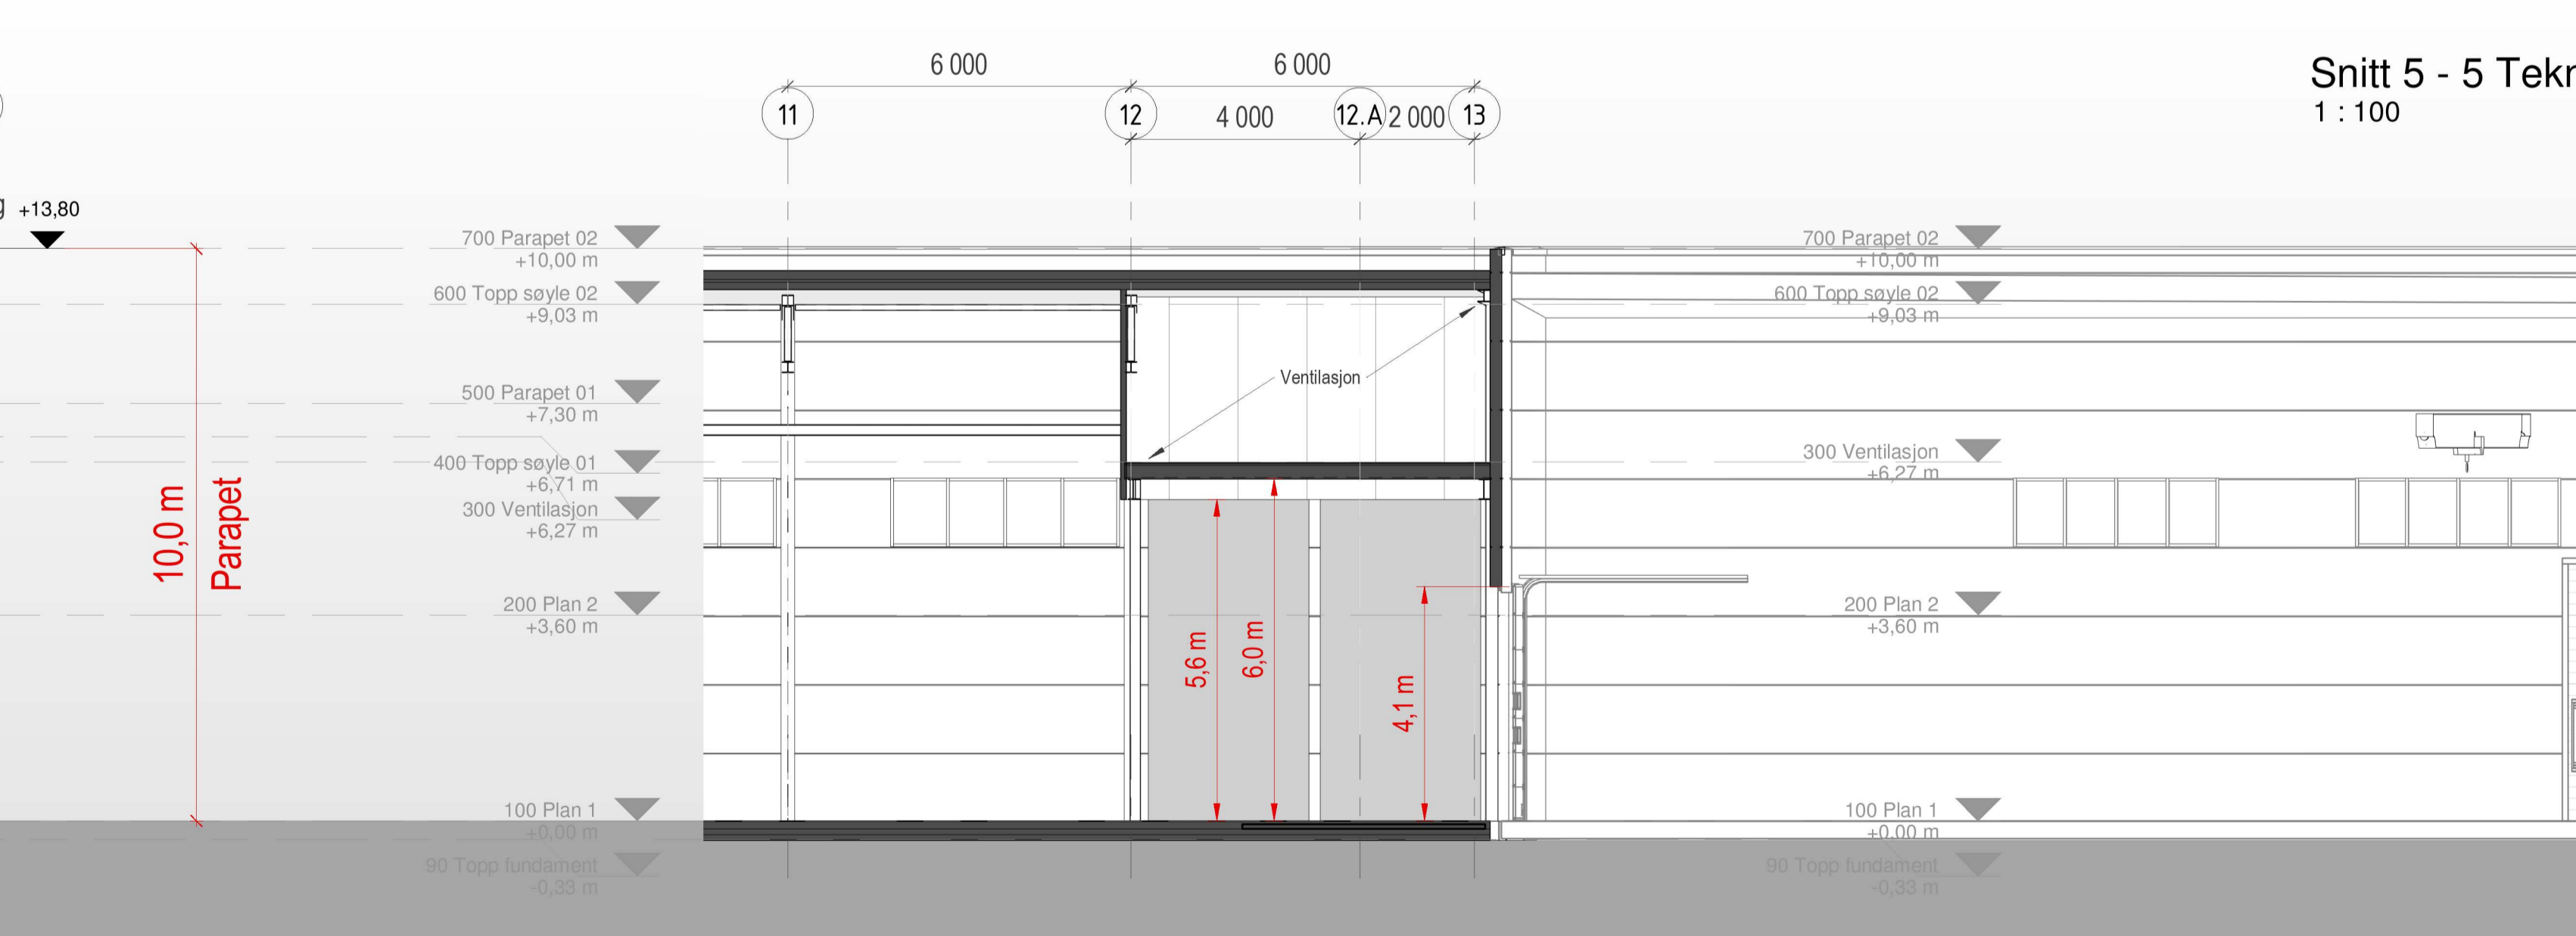 6 000
6 000
Snitt 5 - 5 Tekn
1 : 100
11
12
4 000
12.A
2 000
13
+13,80
700 Parapet 02
+10,00 m
600 Topp søyle 02
+9,03 m
500 Parapet 01
+7,30 m
400 Topp søyle 01
+6,71 m
300 Ventilasjon
+6,27 m
200 Plan 2
+3,60 m
100 Plan 1
+0,00 m
90 Topp fundament
-0,33 m
10,0 m
Parapet
Ventilasjon
5,6 m
6,0 m
4,1 m
700 Parapet 02
+10,00 m
600 Topp søyle 02
+9,03 m
300 Ventilasjon
+6,27 m
200 Plan 2
+3,60 m
100 Plan 1
+0,00 m
90 Topp fundament
-0,33 m